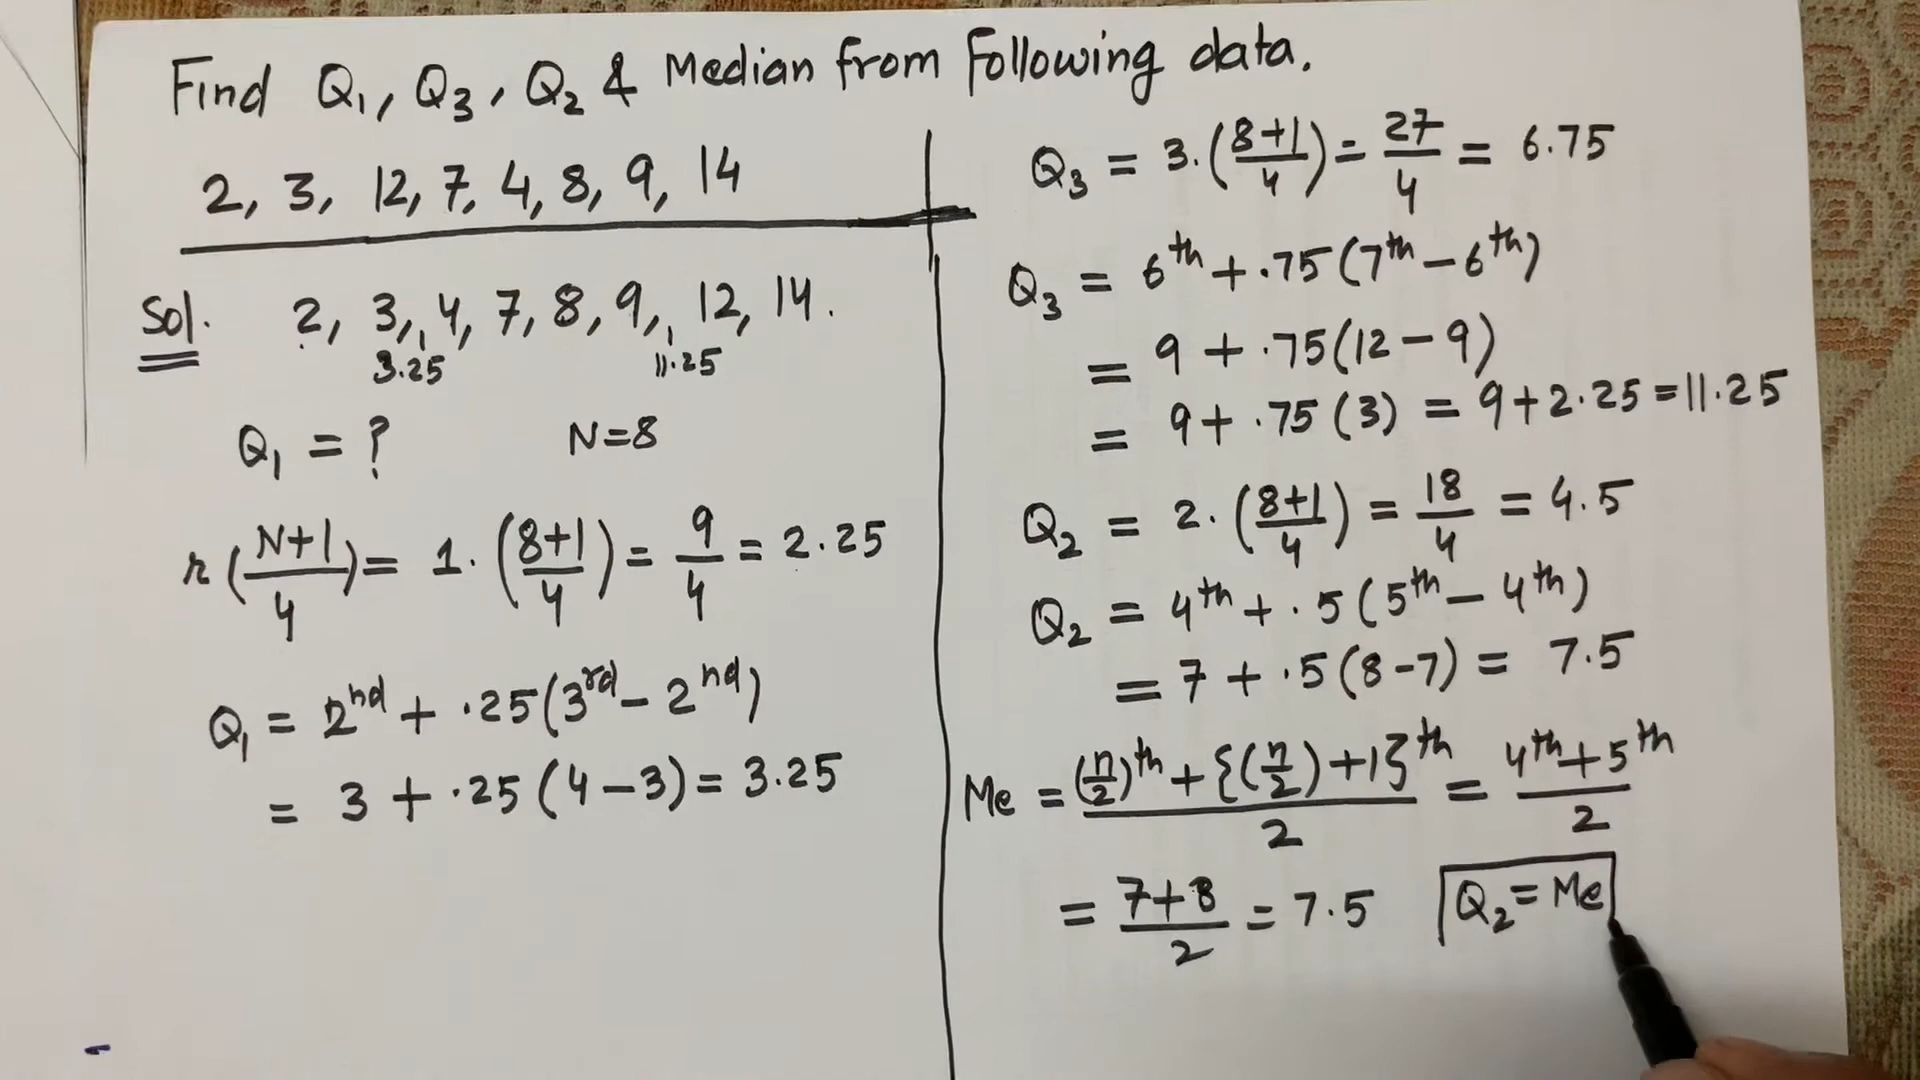 Find Q₁, Q₃, Q₂ & Median from Following data.
2, 3, 12, 7, 4, 8, 9, 14
Sol. 2, 3, 4, 7, 8, 9, 12, 14.
3.25 11.25
Q₁ = ? N=8
r(N+1/4) = 1.(8+1/4) = 9/4 = 2.25
Q₁ = 2ⁿᵈ + .25(3ʳᵈ − 2ⁿᵈ)
= 3 + .25(4−3) = 3.25
Q₃ = 3.(8+1/4) = 27/4 = 6.75
Q₃ = 6ᵗʰ + .75(7ᵗʰ − 6ᵗʰ)
= 9 + .75(12−9)
= 9 + .75(3) = 9+2.25 = 11.25
Q₂ = 2.(8+1/4) = 18/4 = 4.5
Q₂ = 4ᵗʰ + .5(5ᵗʰ − 4ᵗʰ)
= 7 + .5(8−7) = 7.5
Me = (n/2)ᵗʰ + {(n/2)+1}ᵗʰ / 2 = 4ᵗʰ+5ᵗʰ / 2
= 7+8/2 = 7.5 Q₂ = Me